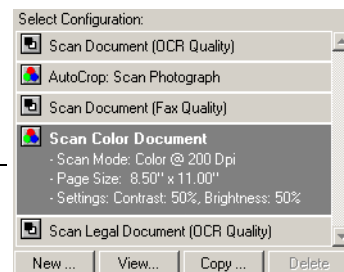 Select Configuration:
Scan Document (OCR Quality)
AutoCrop: Scan Photograph
Scan Document (Fax Quality)
Scan Color Document
- Scan Mode: Color @ 200 Dpi
- Page Size: 8.50" x 11.00"
- Settings: Contrast: 50%, Brightness: 50%
Scan Legal Document (OCR Quality)
New ... View... Copy ... Delete